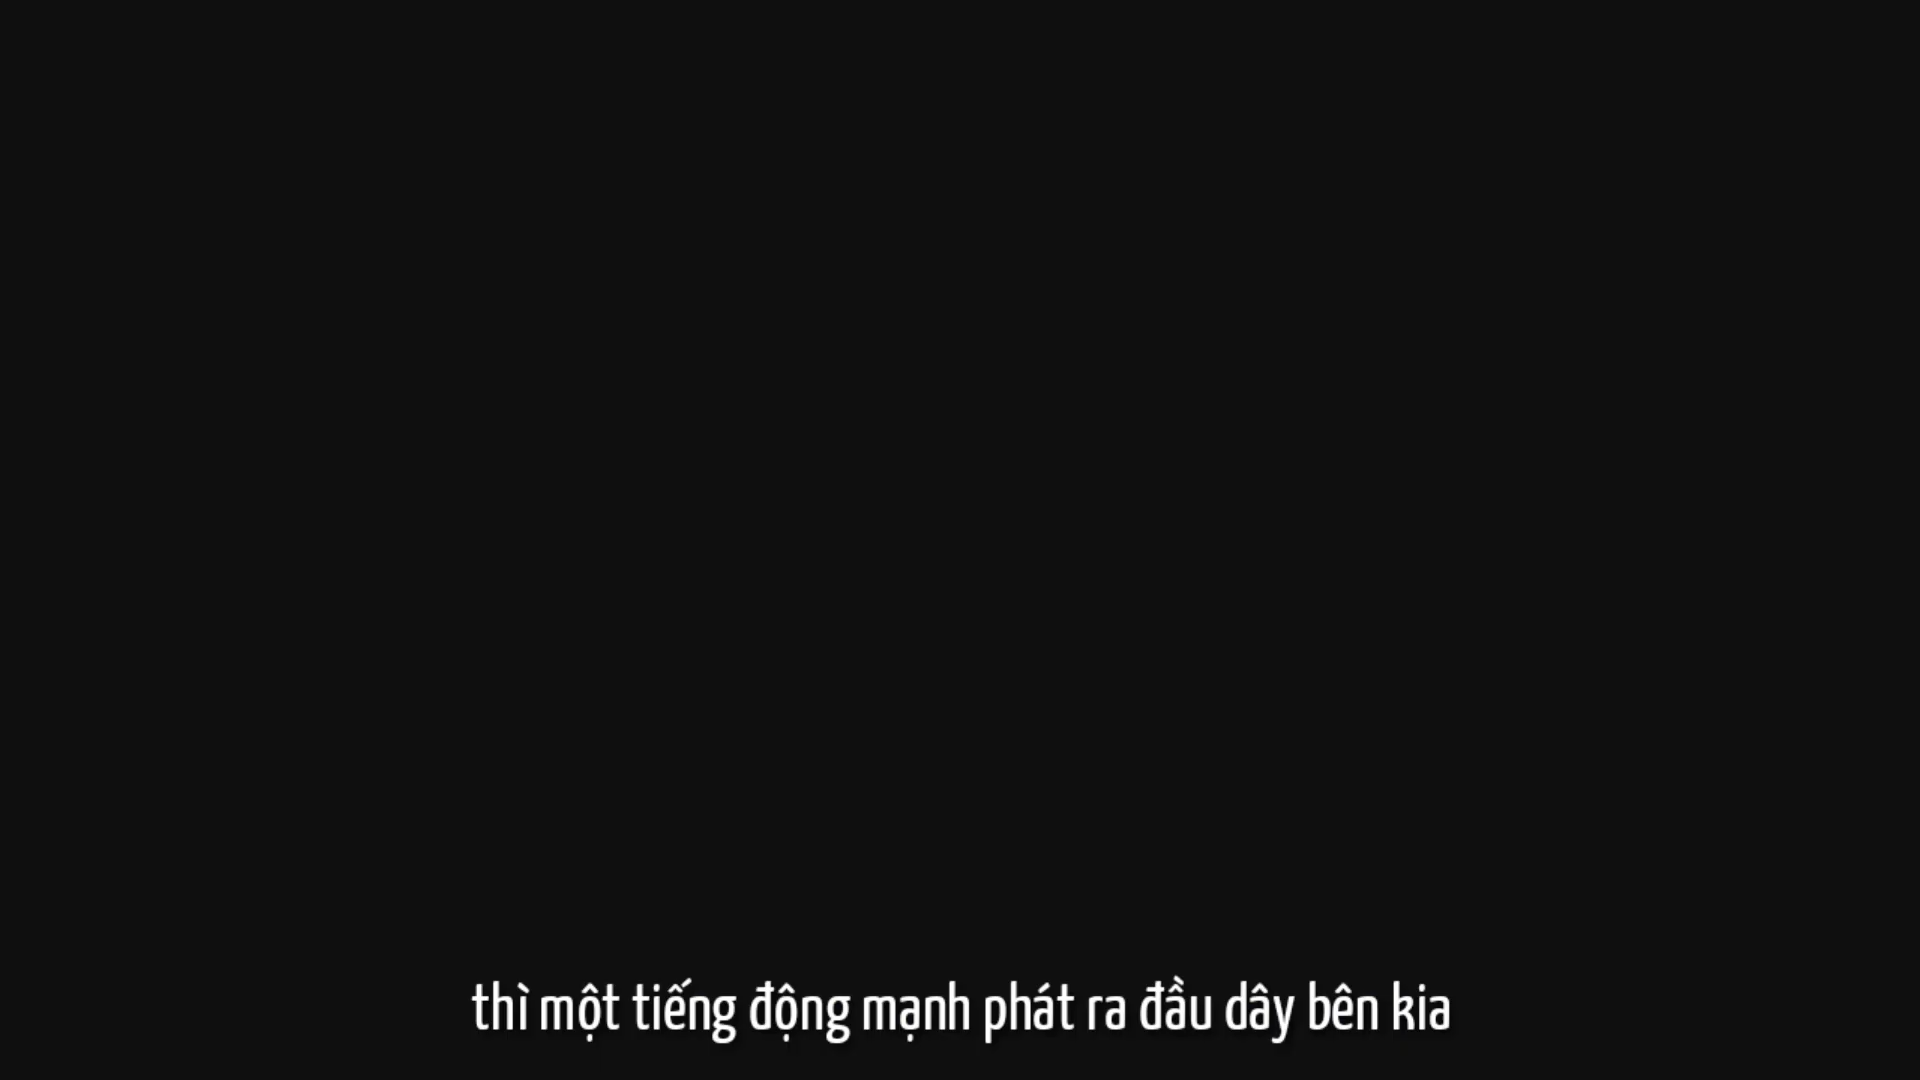 thì một tiếng động mạnh phát ra đầu dây bên kia